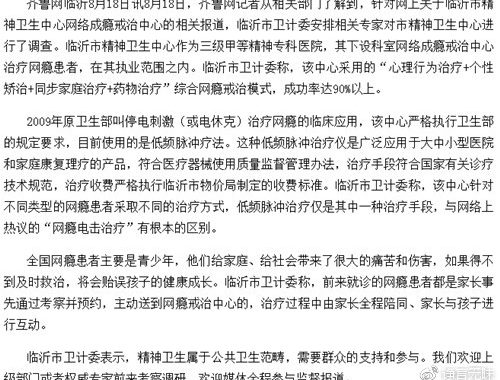 齐鲁网临沂8月18日讯8月18日，齐鲁网记者从相关部门了解到，针对网上关于临沂市精
神卫生中心网络成瘾戒治中心的相关报道，临沂市卫计委安排相关专家对市精神卫生中心进
行了调查。临沂市精神卫生中心作为三级甲等精神专科医院，其下设科室网络成瘾戒治中心
治疗网瘾患者，在其执业范围之内。临沂市卫计委称，该中心采用的“心理行为治疗+个性
矫治+同步家庭治疗+药物治疗”综合网瘾戒治模式，成功率达90%以上。
2009年原卫生部叫停电刺激（或电休克）治疗网瘾的临床应用，该中心严格执行卫生部
的规定要求，目前使用的是低频脉冲疗法。这种低频脉冲治疗仪是广泛应用于大中小型医院
和家庭康复理疗的产品，符合医疗器械使用质量监督管理办法，治疗手段符合国家有关诊疗
技术规范，治疗收费严格执行临沂市物价局制定的收费标准。临沂市卫计委称，该中心针对
不同类型的网瘾患者采取不同的治疗方式，低频脉冲治疗仪是其中一种治疗手段，与网络上
热议的“网瘾电击治疗”有根本的区别。
全国网瘾患者主要是青少年，他们给家庭、给社会带来了很大的痛苦和伤害，如果得不
到及时救治，将会贻误孩子的健康成长。临沂市卫计委称，前来就诊的网瘾患者都是家长事
先通过考察并预约，主动送到网瘾戒治中心的，治疗过程中由家长全程陪同、家长与孩子进
行互动。
临沂市卫计委表示，精神卫生属于公共卫生范畴，需要群众的支持和参与。我们欢迎上
级部门或者权威专家前来考察调研，欢迎媒体全程参与监督报道。